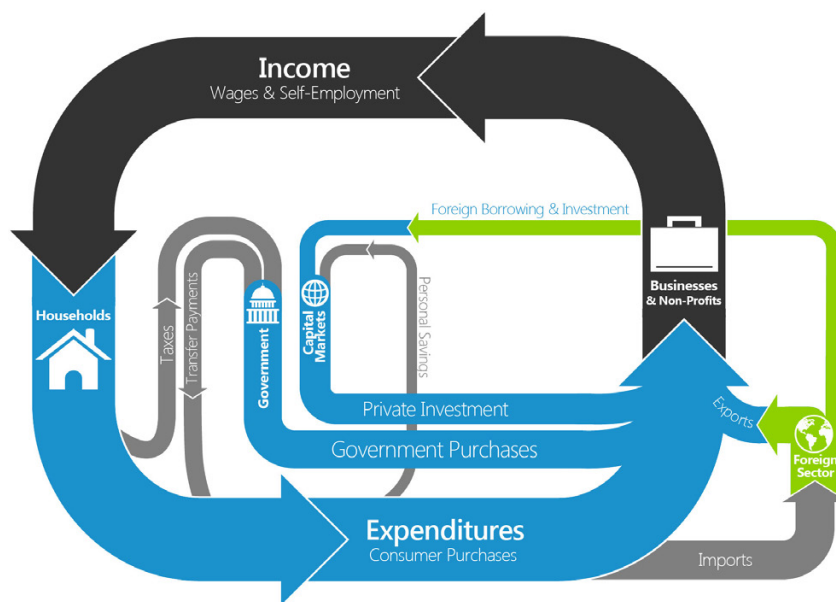 Income
Wages & Self-Employment
Foreign Borrowing & Investment
Businesses
& Non-Profits
Households
Taxes
Transfer Payments
Government
Capital
Markets
Personal Savings
Private Investment
Government Purchases
Exports
Foreign
Sector
Expenditures
Consumer Purchases
Imports